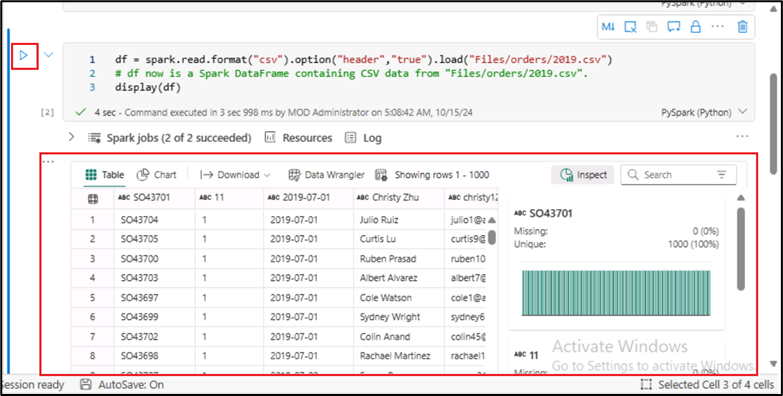 PySpark (Python)
M↓
1 df = spark.read.format("csv").option("header","true").load("Files/orders/2019.csv")
2 # df now is a Spark DataFrame containing CSV data from "Files/orders/2019.csv".
3 display(df)
[2] 4 sec - Command executed in 3 sec 998 ms by MOD Administrator on 5:08:42 AM, 10/15/24 PySpark (Python)
Spark jobs (2 of 2 succeeded) Resources Log
Table Chart Download Data Wrangler Showing rows 1 - 1000 Inspect Search
ABC SO43701 ABC 11 ABC 2019-07-01 ABC Christy Zhu ABC christy12
1 SO43704 1 2019-07-01 Julio Ruiz julio1@a
2 SO43705 1 2019-07-01 Curtis Lu curtis9@
3 SO43700 1 2019-07-01 Ruben Prasad ruben10
4 SO43703 1 2019-07-01 Albert Alvarez albert7@
5 SO43697 1 2019-07-01 Cole Watson cole1@a
6 SO43699 1 2019-07-01 Sydney Wright sydney6
7 SO43702 1 2019-07-01 Colin Anand colin45@
8 SO43698 1 2019-07-01 Rachael Martinez rachael1
ABC SO43701
Missing: 0 (0%)
Unique: 1000 (100%)
ABC 11
Missing: 0 (0%)
Activate Windows
Go to Settings to activate Windows.
Session ready AutoSave: On Selected Cell 3 of 4 cells